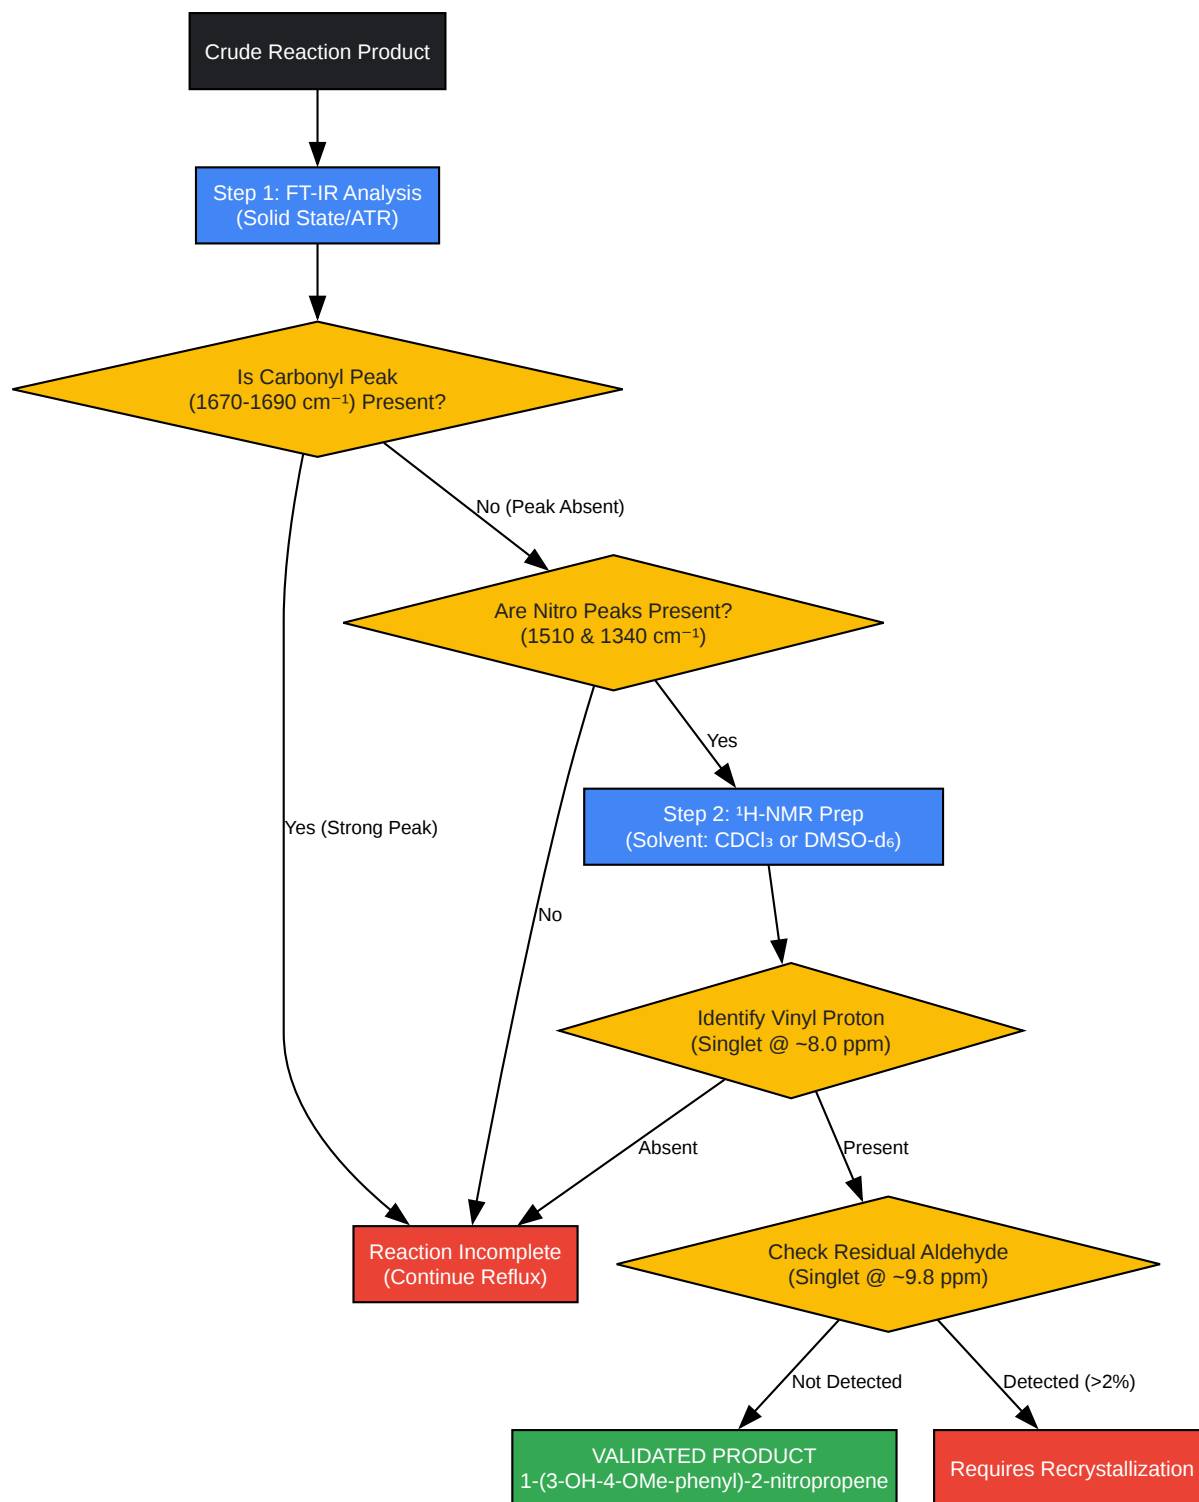 Crude Reaction Product
Step 1: FT-IR Analysis
(Solid State/ATR)
Is Carbonyl Peak
(1670-1690 cm⁻¹) Present?
No (Peak Absent)
Are Nitro Peaks Present?
(1510 & 1340 cm⁻¹)
Yes
Step 2: ¹H-NMR Prep
(Solvent: CDCl₃ or DMSO-d₆)
Yes (Strong Peak)
No
Identify Vinyl Proton
(Singlet @ ~8.0 ppm)
Absent
Present
Reaction Incomplete
(Continue Reflux)
Check Residual Aldehyde
(Singlet @ ~9.8 ppm)
Not Detected
Detected (>2%)
VALIDATED PRODUCT
1-(3-OH-4-OMe-phenyl)-2-nitropropene
Requires Recrystallization